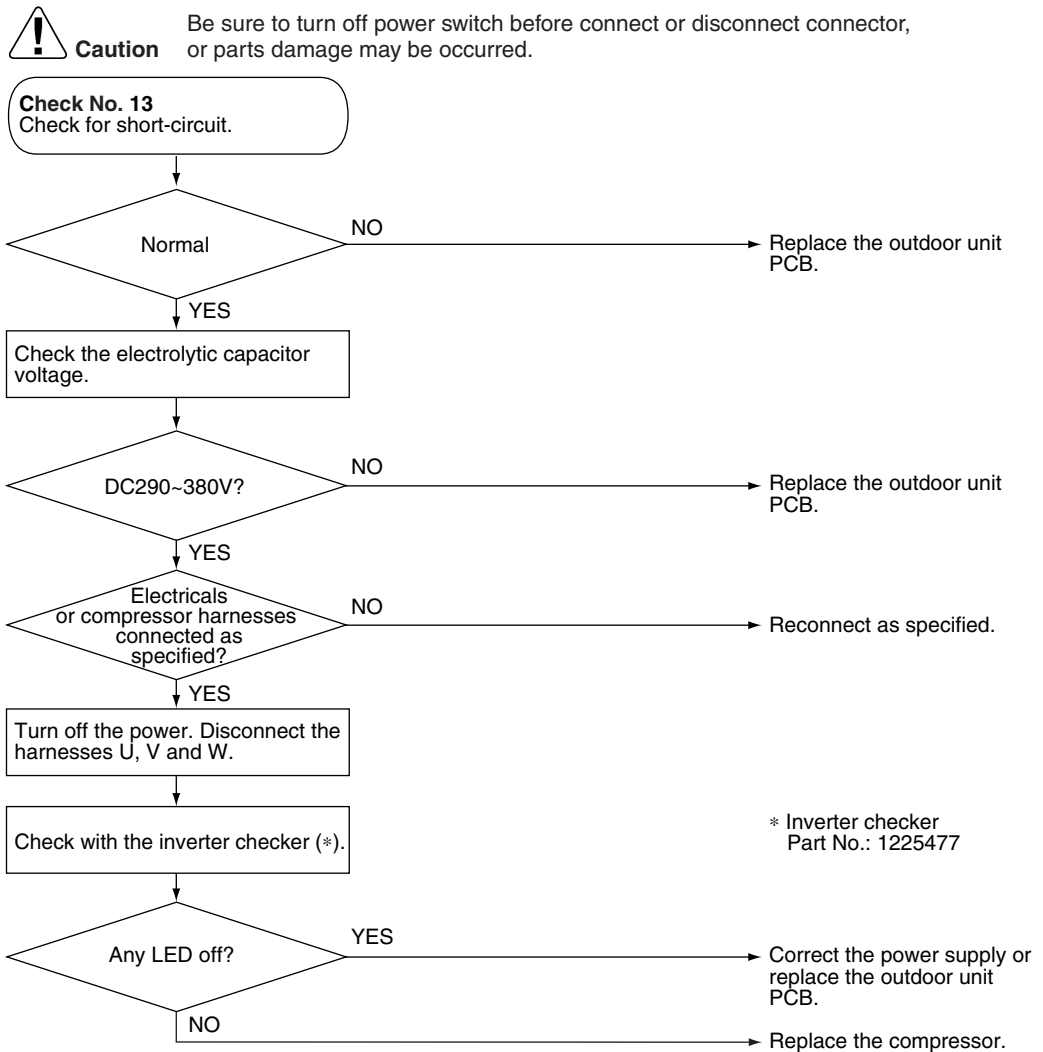 Be sure to turn off power switch before connect or disconnect connector,
Caution or parts damage may be occurred.
Check No. 13
Check for short-circuit.
Normal
NO
Replace the outdoor unit
PCB.
YES
Check the electrolytic capacitor
voltage.
DC290~380V?
NO
Replace the outdoor unit
PCB.
YES
Electricals
or compressor harnesses
connected as
specified?
NO
Reconnect as specified.
YES
Turn off the power. Disconnect the
harnesses U, V and W.
Check with the inverter checker (*).
* Inverter checker
Part No.: 1225477
Any LED off?
YES
Correct the power supply or
replace the outdoor unit
PCB.
NO
Replace the compressor.